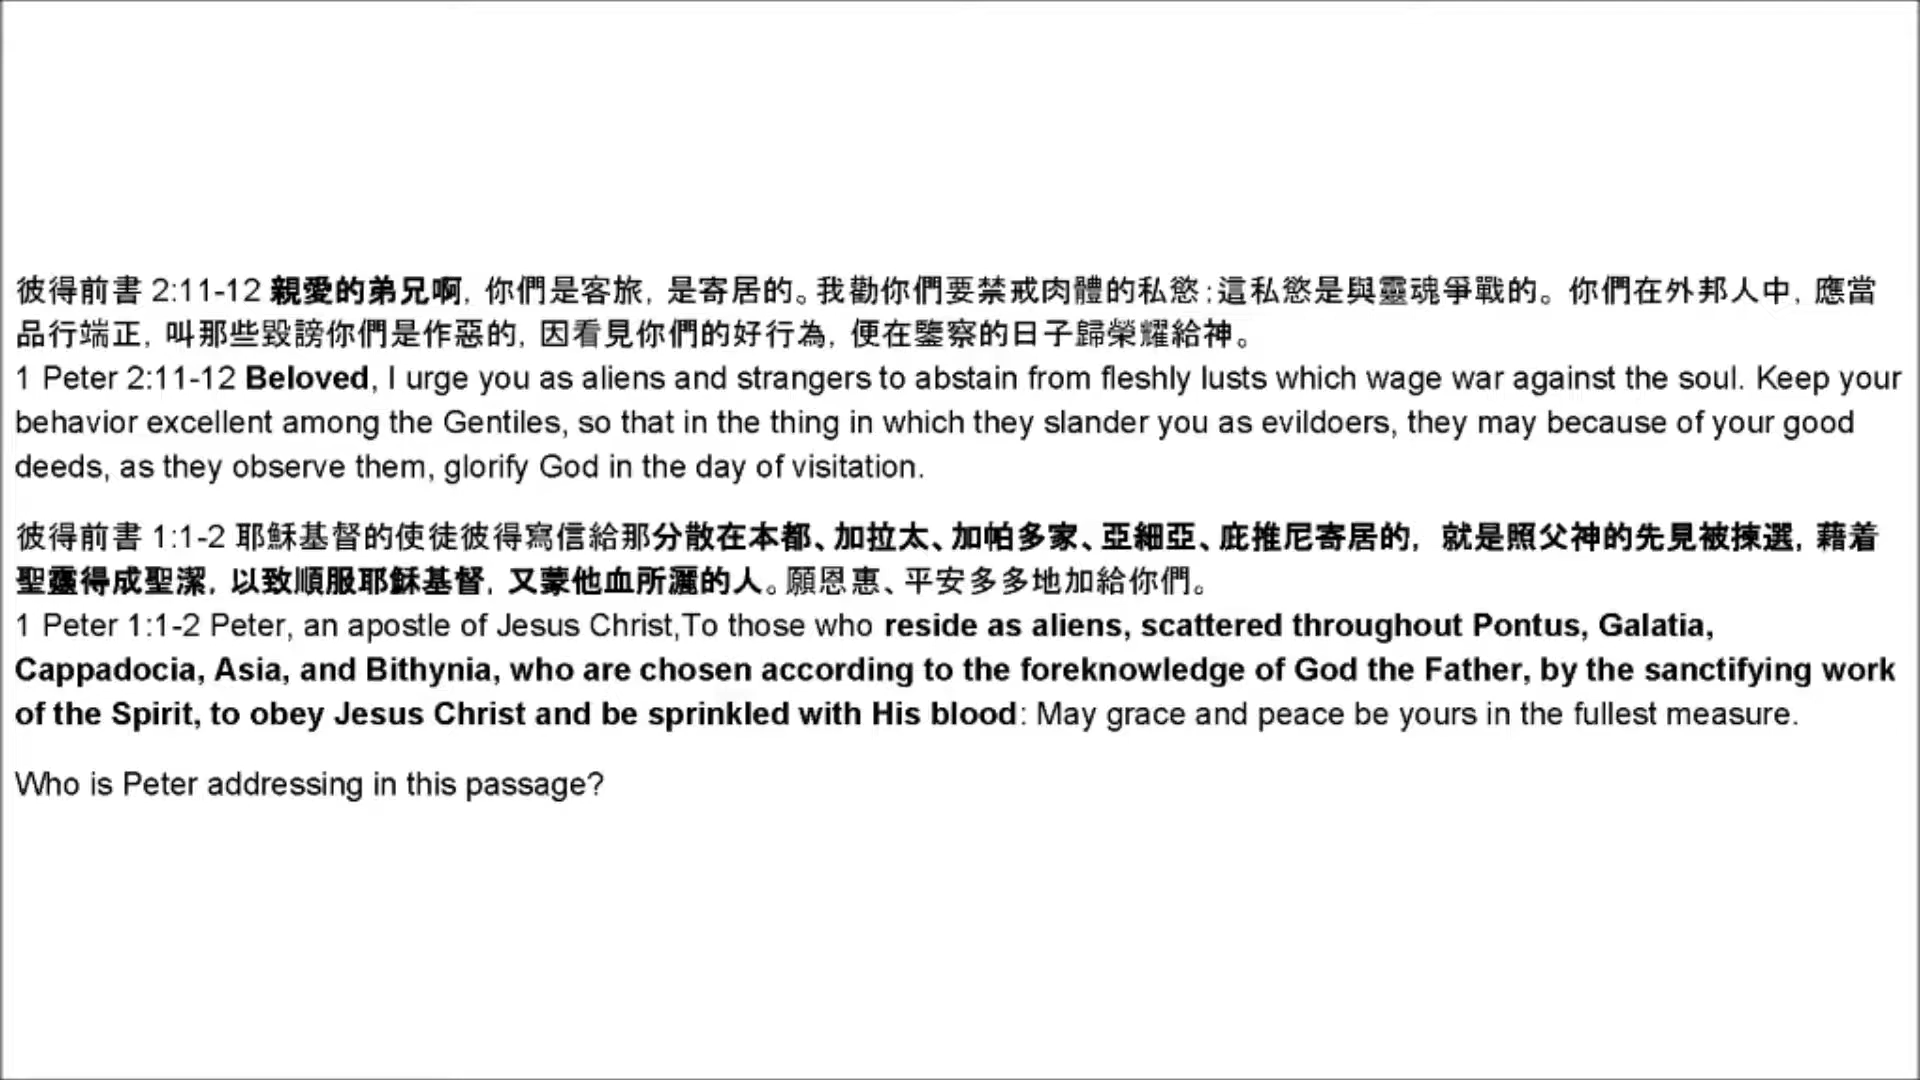 彼得前書 2:11-12 親愛的弟兄啊，你們是客旅，是寄居的。我勸你們要禁戒肉體的私慾；這私慾是與靈魂爭戰的。你們在外邦人中，應當
品行端正，叫那些毀謗你們是作惡的，因看見你們的好行為，便在鑒察的日子歸榮耀給神。
1 Peter 2:11-12 Beloved, I urge you as aliens and strangers to abstain from fleshly lusts which wage war against the soul. Keep your
behavior excellent among the Gentiles, so that in the thing in which they slander you as evildoers, they may because of your good
deeds, as they observe them, glorify God in the day of visitation.
彼得前書 1:1-2 耶穌基督的使徒彼得寫信給那分散在本都、加拉太、加帕多家、亞細亞、庇推尼寄居的，就是照父神的先見被揀選，藉着
聖靈得成聖潔，以致順服耶穌基督，又蒙他血所灑的人。願恩惠、平安多多地加給你們。
1 Peter 1:1-2 Peter, an apostle of Jesus Christ,To those who reside as aliens, scattered throughout Pontus, Galatia,
Cappadocia, Asia, and Bithynia, who are chosen according to the foreknowledge of God the Father, by the sanctifying work
of the Spirit, to obey Jesus Christ and be sprinkled with His blood: May grace and peace be yours in the fullest measure.
Who is Peter addressing in this passage?